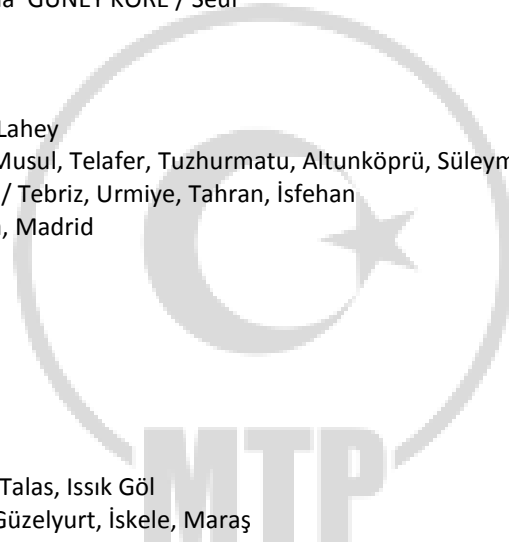 GÜNEY KORE / Seul
Lahey
Musul, Telafer, Tuzhurmatu, Altunköprü, Süleym
/ Tebriz, Urmiye, Tahran, İsfehan
, Madrid
Talas, Issık Göl
Güzelyurt, İskele, Maraş
MTP